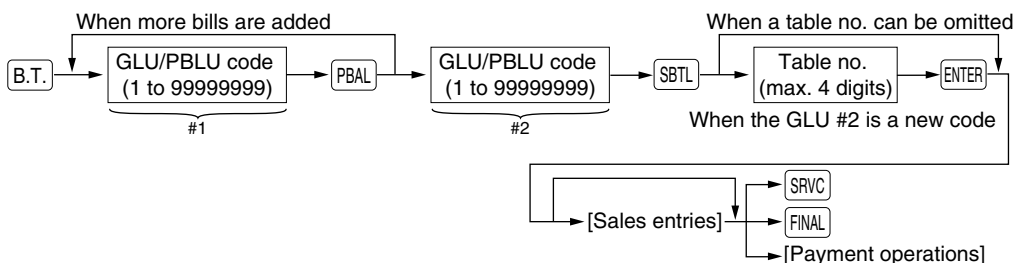 When more bills are added
When a table no. can be omitted
B.T.
GLU/PBLU code
(1 to 99999999)
#1
PBAL
GLU/PBLU code
(1 to 99999999)
#2
SBTL
Table no.
(max. 4 digits)
ENTER
When the GLU #2 is a new code
[Sales entries]
SRVC
FINAL
[Payment operations]